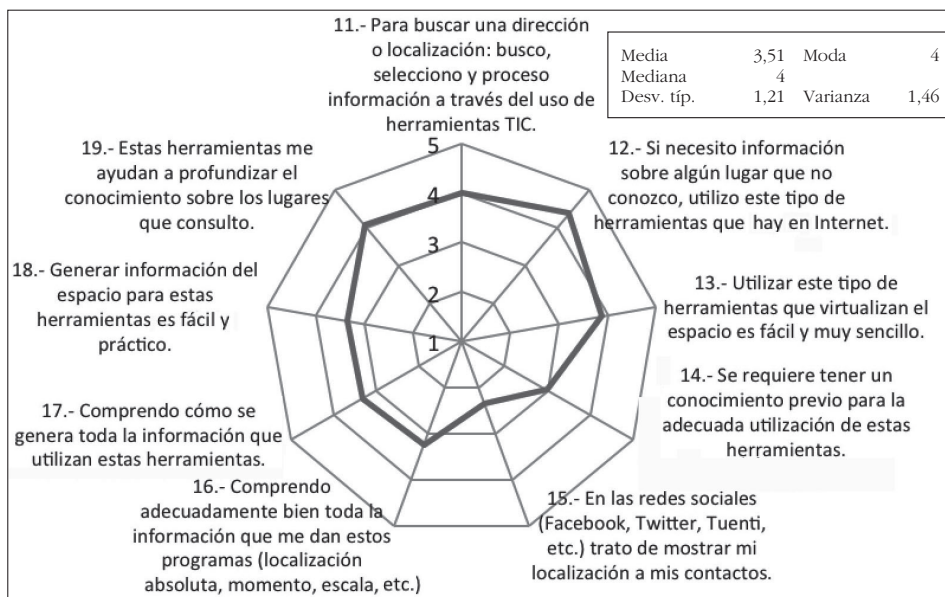 11.- Para buscar una dirección
o localización: busco,
selecciono y proceso
información a través del uso de
herramientas TIC.
Media 3,51 Moda 4
Mediana 4
Desv. típ. 1,21 Varianza 1,46
12.- Si necesito información
sobre algún lugar que no
conozco, utilizo este tipo de
herramientas que hay en Internet.
13.- Utilizar este tipo de
herramientas que virtualizan el
espacio es fácil y muy sencillo.
14.- Se requiere tener un
conocimiento previo para la
adecuada utilización de estas
herramientas.
15.- En las redes sociales
(Facebook, Twitter, Tuenti,
etc.) trato de mostrar mi
localización a mis contactos.
16.- Comprendo
adecuadamente bien toda la
información que me dan estos
programas (localización
absoluta, momento, escala, etc.)
17.- Comprendo cómo se
genera toda la información que
utilizan estas herramientas.
18.- Generar información del
espacio para estas
herramientas es fácil y
práctico.
19.- Estas herramientas me
ayudan a profundizar el
conocimiento sobre los lugares
que consulto.
5
4
3
2
1